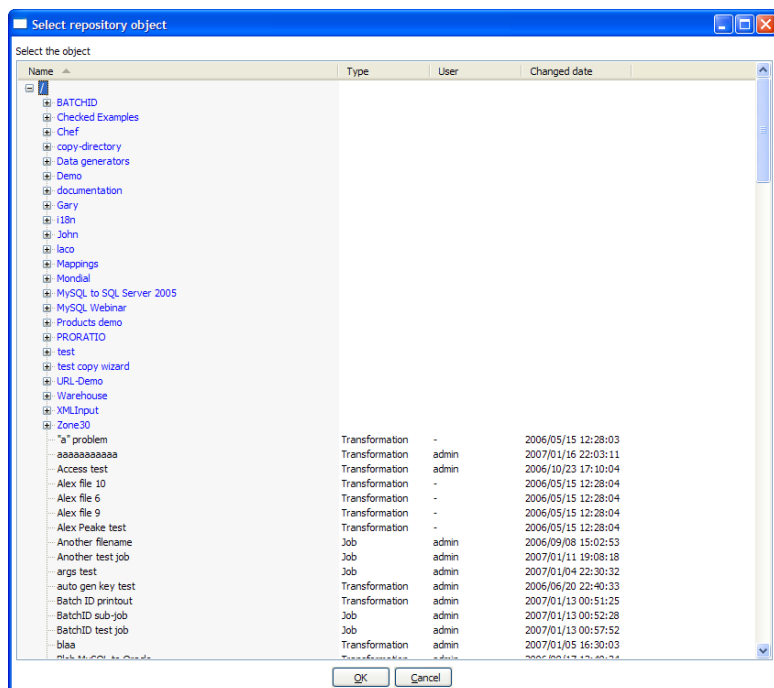 Select repository object
Select the object
Name Type User Changed date
/
BATCHID
Checked Examples
Chef
copy-directory
Data generators
Demo
documentation
Gary
i18n
John
laco
Mappings
Mondial
MySQL to SQL Server 2005
MySQL Webinar
Products demo
PRORATIO
test
test copy wizard
URL-Demo
Warehouse
XMLInput
Zone30
"a" problem Transformation - 2006/05/15 12:28:03
aaaaaaaaaaa Transformation admin 2007/01/16 22:03:11
Access test Transformation admin 2006/10/23 17:10:04
Alex file 10 Transformation - 2006/05/15 12:28:04
Alex file 6 Transformation - 2006/05/15 12:28:04
Alex file 9 Transformation - 2006/05/15 12:28:04
Alex Peake test Transformation - 2006/05/15 12:28:04
Another filename Job admin 2006/09/08 15:02:53
Another test job Job admin 2007/01/11 19:08:18
args test Job admin 2007/01/04 22:30:32
auto gen key test Transformation admin 2006/06/20 22:40:33
Batch ID printout Transformation admin 2007/01/13 00:51:25
BatchID sub-job Job admin 2007/01/13 00:52:28
BatchID test job Job admin 2007/01/13 00:57:52
blaa Transformation admin 2007/01/05 16:30:03
OK Cancel